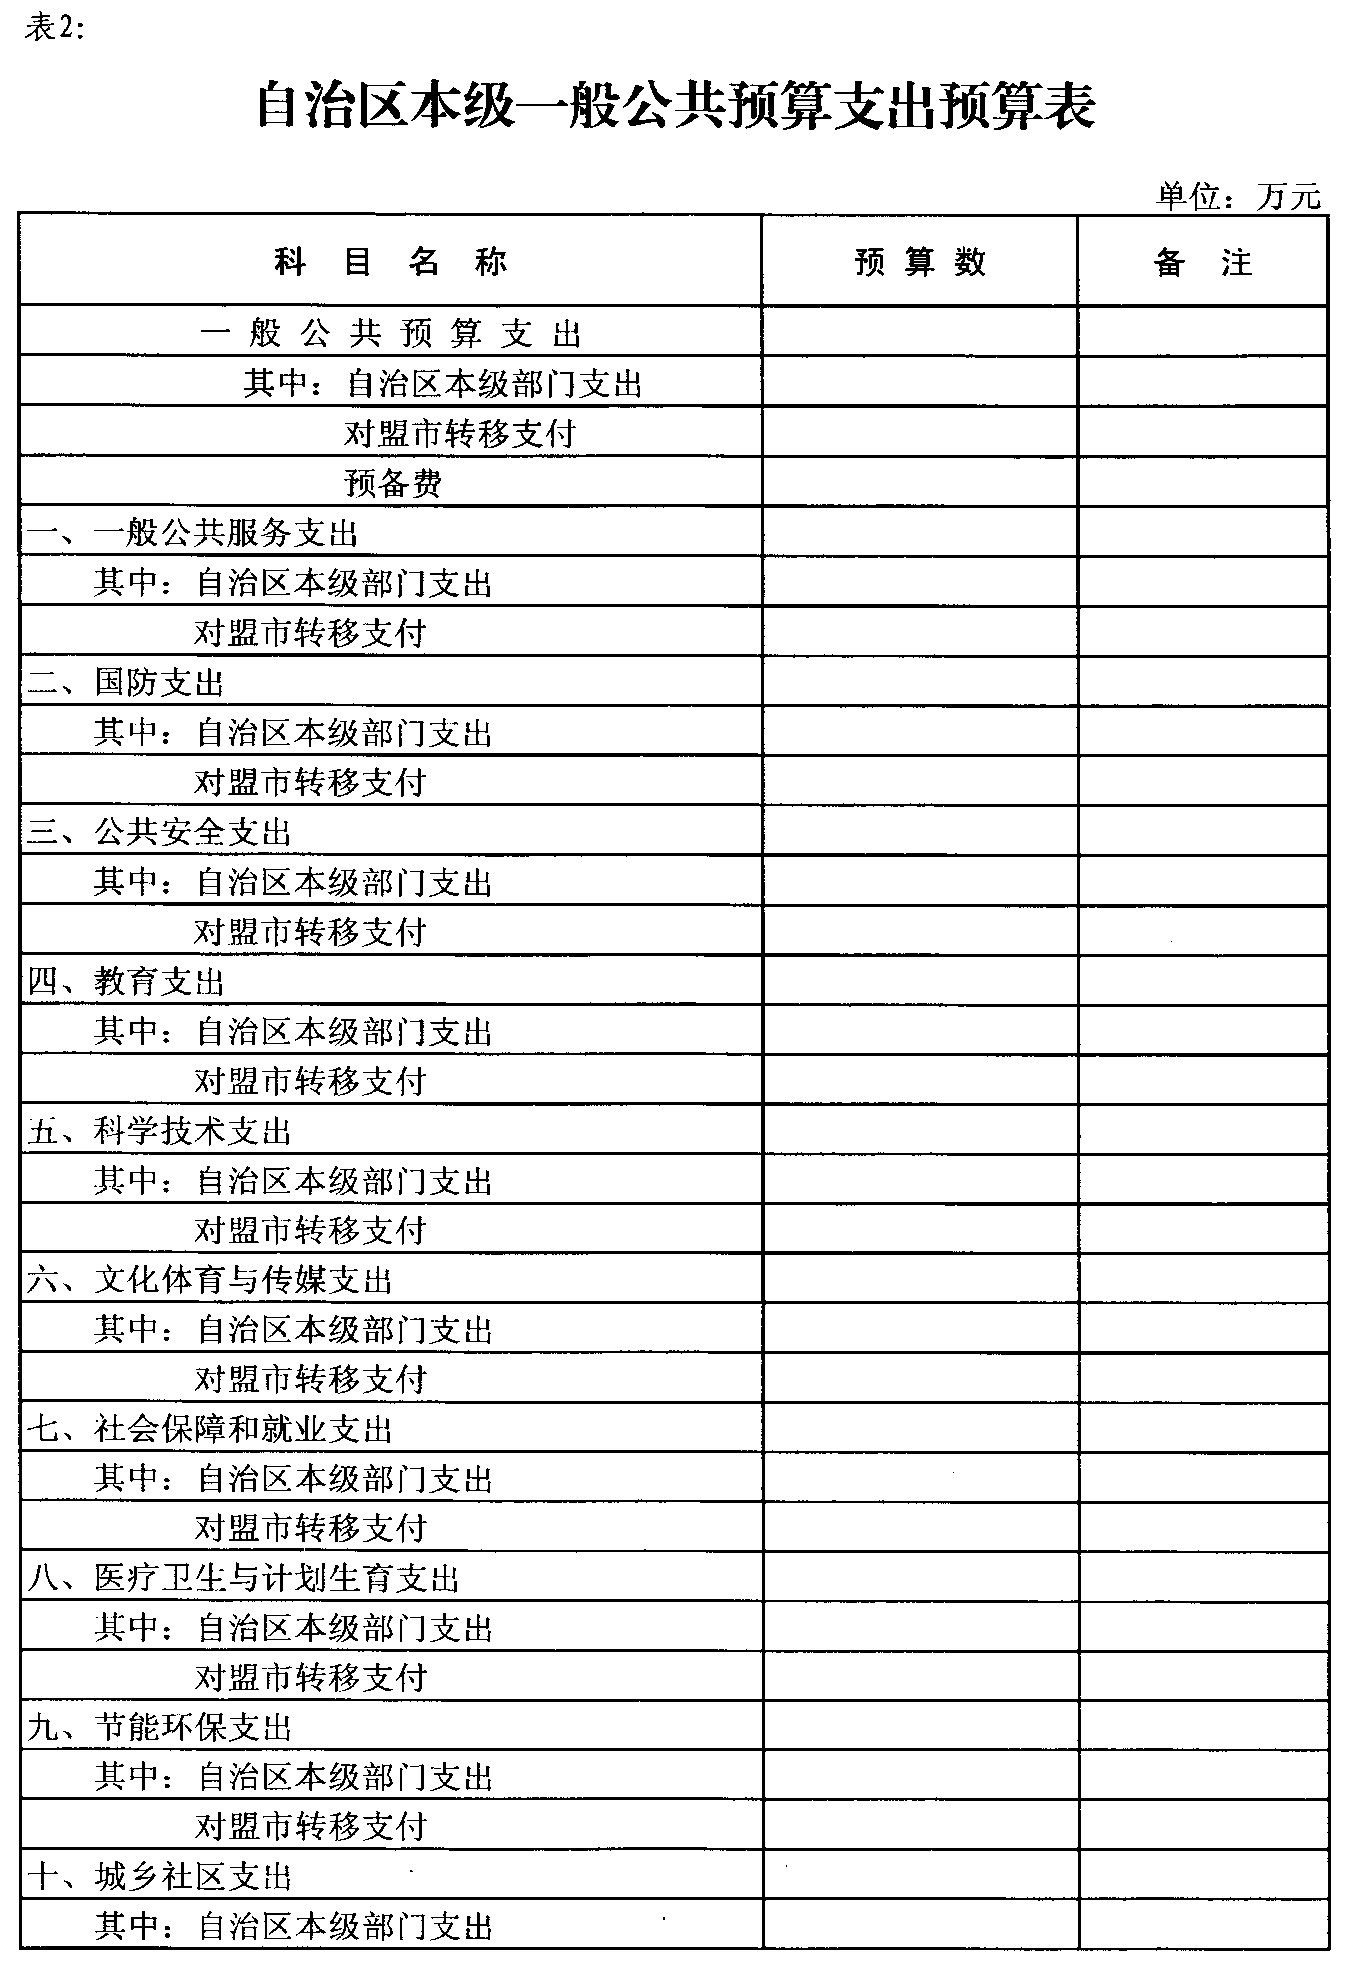 表2:
自治区本级一般公共预算支出预算表
单位：万元
科 目 名 称 预 算 数 备 注
一 般 公 共 预 算 支 出
其中：自治区本级部门支出
对盟市转移支付
预备费
一、一般公共服务支出
其中：自治区本级部门支出
对盟市转移支付
二、国防支出
其中：自治区本级部门支出
对盟市转移支付
三、公共安全支出
其中：自治区本级部门支出
对盟市转移支付
四、教育支出
其中：自治区本级部门支出
对盟市转移支付
五、科学技术支出
其中：自治区本级部门支出
对盟市转移支付
六、文化体育与传媒支出
其中：自治区本级部门支出
对盟市转移支付
七、社会保障和就业支出
其中：自治区本级部门支出
对盟市转移支付
八、医疗卫生与计划生育支出
其中：自治区本级部门支出
对盟市转移支付
九、节能环保支出
其中：自治区本级部门支出
对盟市转移支付
十、城乡社区支出
其中：自治区本级部门支出